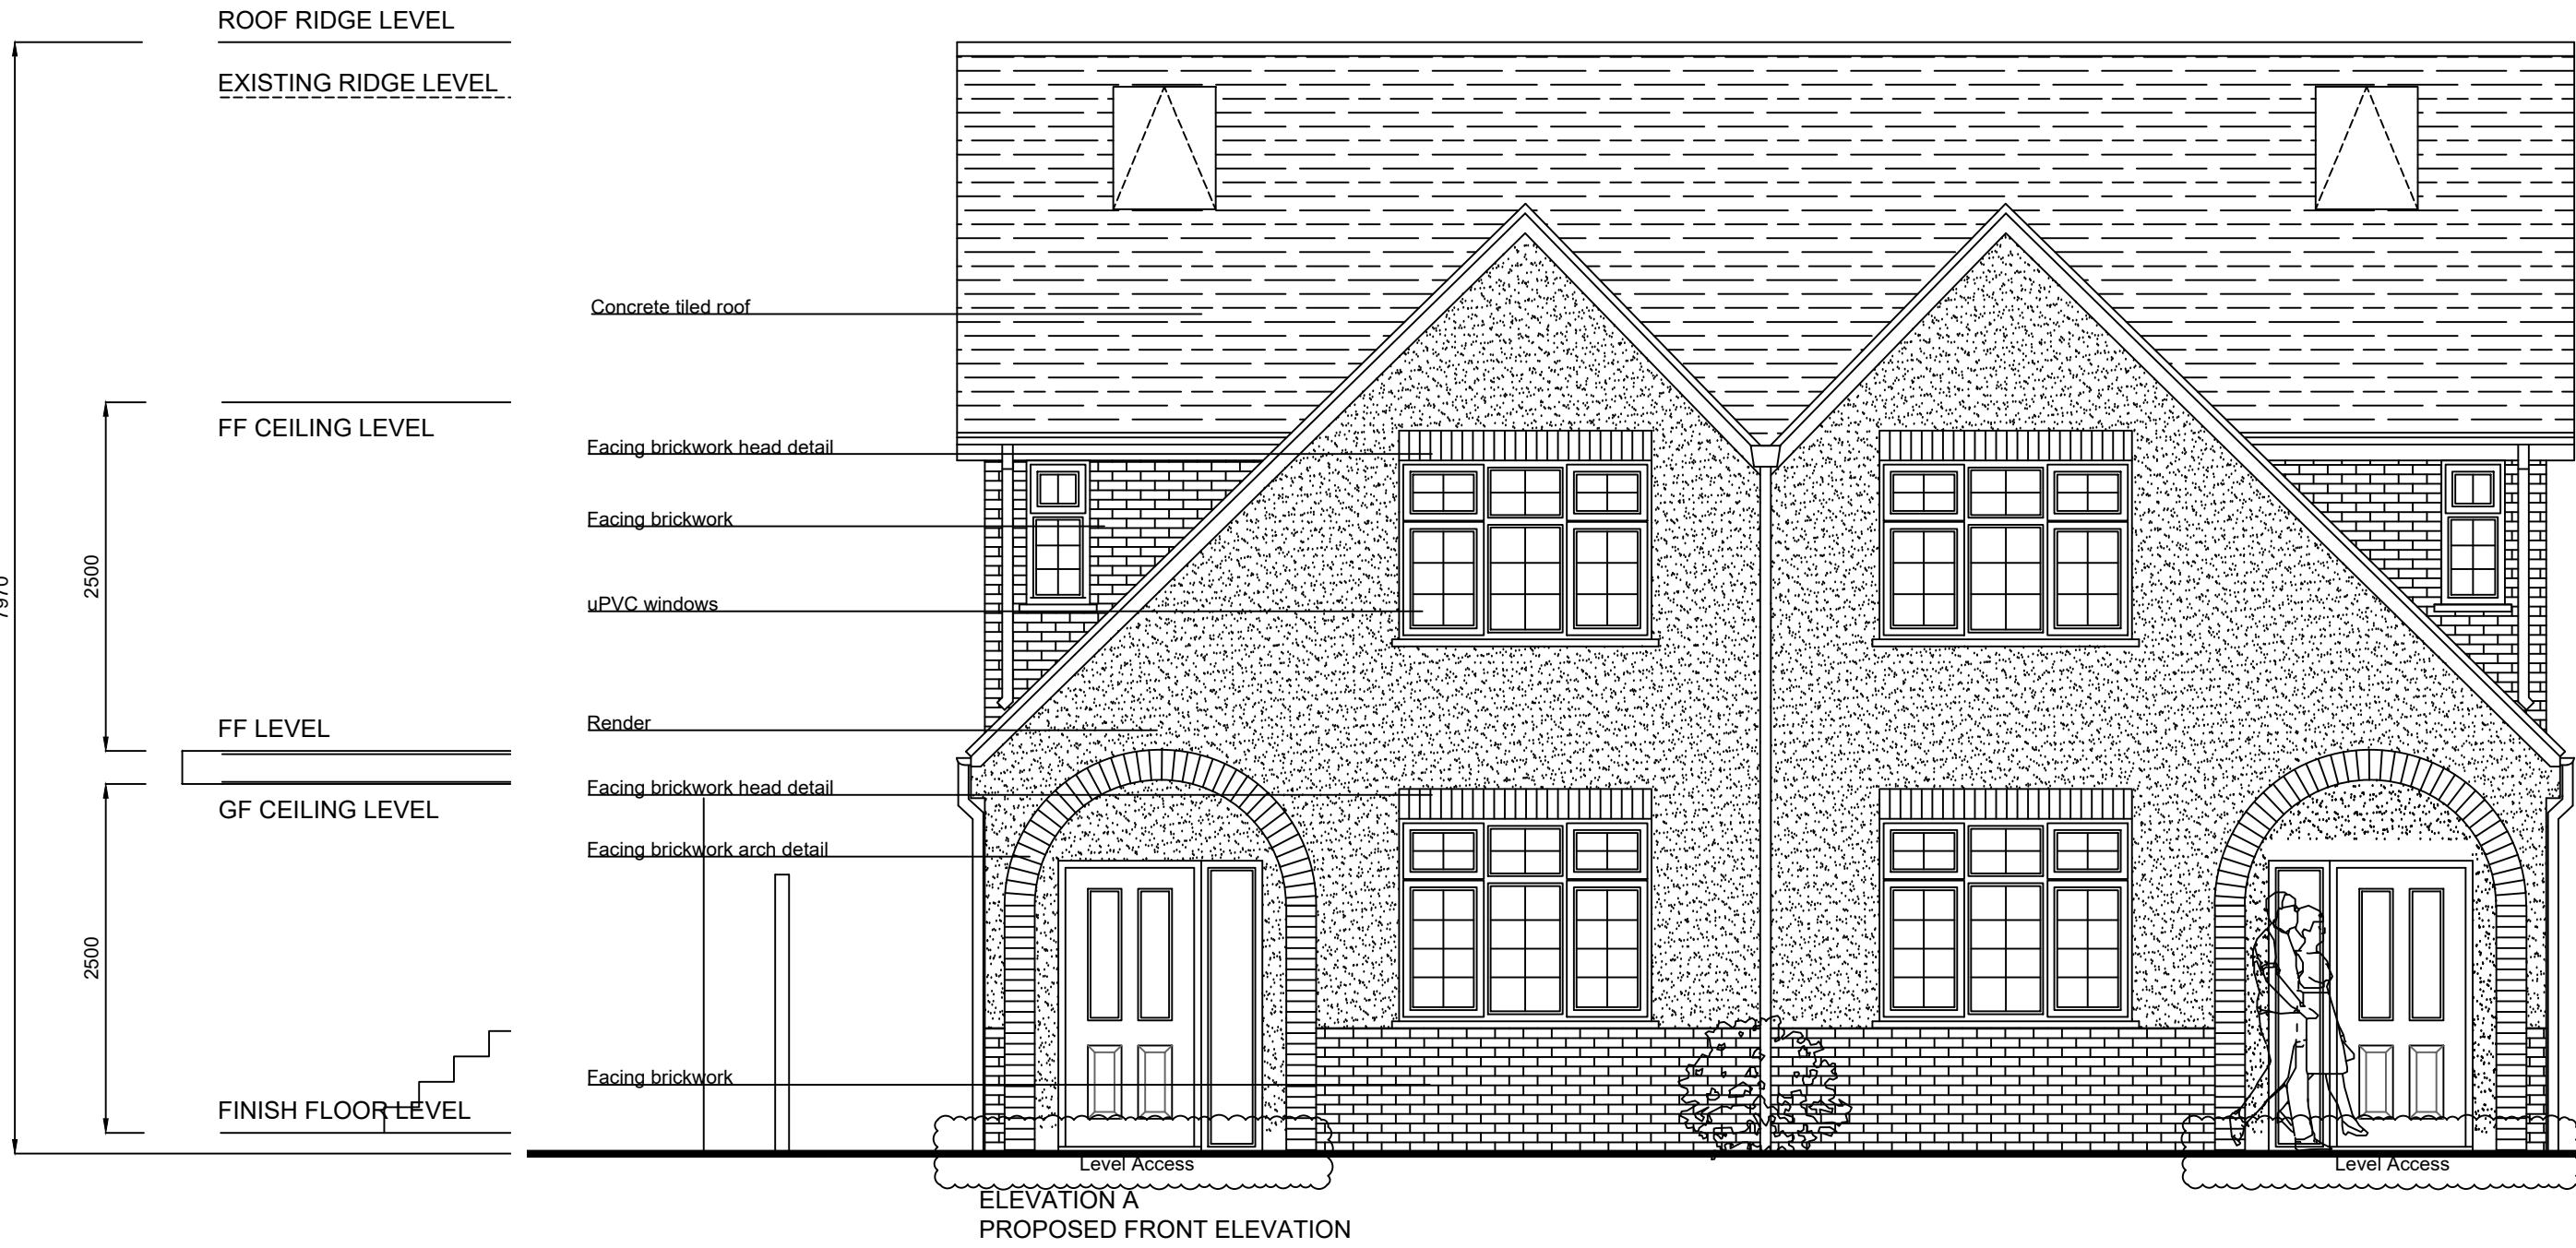 ROOF RIDGE LEVEL
EXISTING RIDGE LEVEL
Concrete tiled roof
FF CEILING LEVEL
Facing brickwork head detail
Facing brickwork
2500
uPVC windows
FF LEVEL
Render
Facing brickwork head detail
GF CEILING LEVEL
Facing brickwork arch detail
2500
Facing brickwork
FINISH FLOOR LEVEL
Level Access
Level Access
ELEVATION A
PROPOSED FRONT ELEVATION